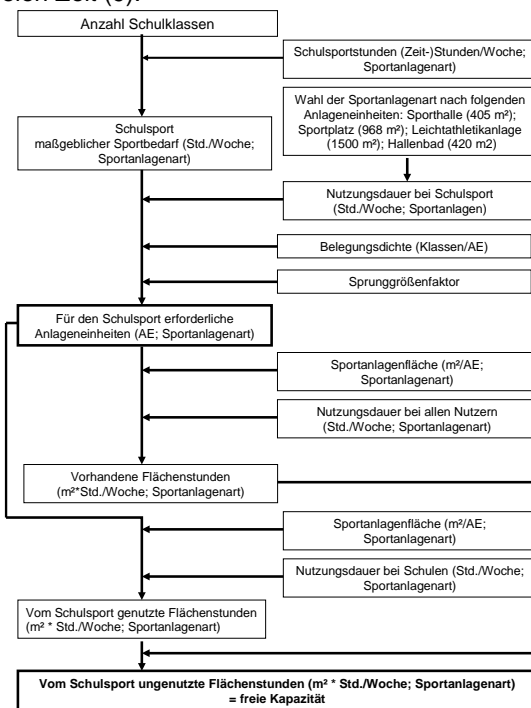 Anzahl Schulklassen
Schulsportstunden (Zeit-)Stunden/Woche;
Sportanlagenart)
Wahl der Sportanlagenart nach folgenden
Anlageneinheiten: Sporthalle (405 m²);
Sportplatz (968 m²); Leichtathletikanlage
(1500 m²); Hallenbad (420 m2)
Schulsport
maßgeblicher Sportbedarf (Std./Woche;
Sportanlagenart)
Nutzungsdauer bei Schulsport
(Std./Woche; Sportanlagen)
Belegungsdichte (Klassen/AE)
Sprunggrößenfaktor
Für den Schulsport erforderliche
Anlageneinheiten (AE; Sportanlagenart)
Sportanlagenfläche (m²/AE;
Sportanlagenart)
Nutzungsdauer bei allen Nutzern
(Std./Woche; Sportanlagenart)
Vorhandene Flächenstunden
(m²*Std./Woche; Sportanlagenart)
Sportanlagenfläche (m²/AE;
Sportanlagenart)
Nutzungsdauer bei Schulen (Std./Woche;
Sportanlagenart)
Vom Schulsport genutzte Flächenstunden
(m² * Std./Woche; Sportanlagenart)
Vom Schulsport ungenutzte Flächenstunden (m² * Std./Woche; Sportanlagenart)
= freie Kapazität